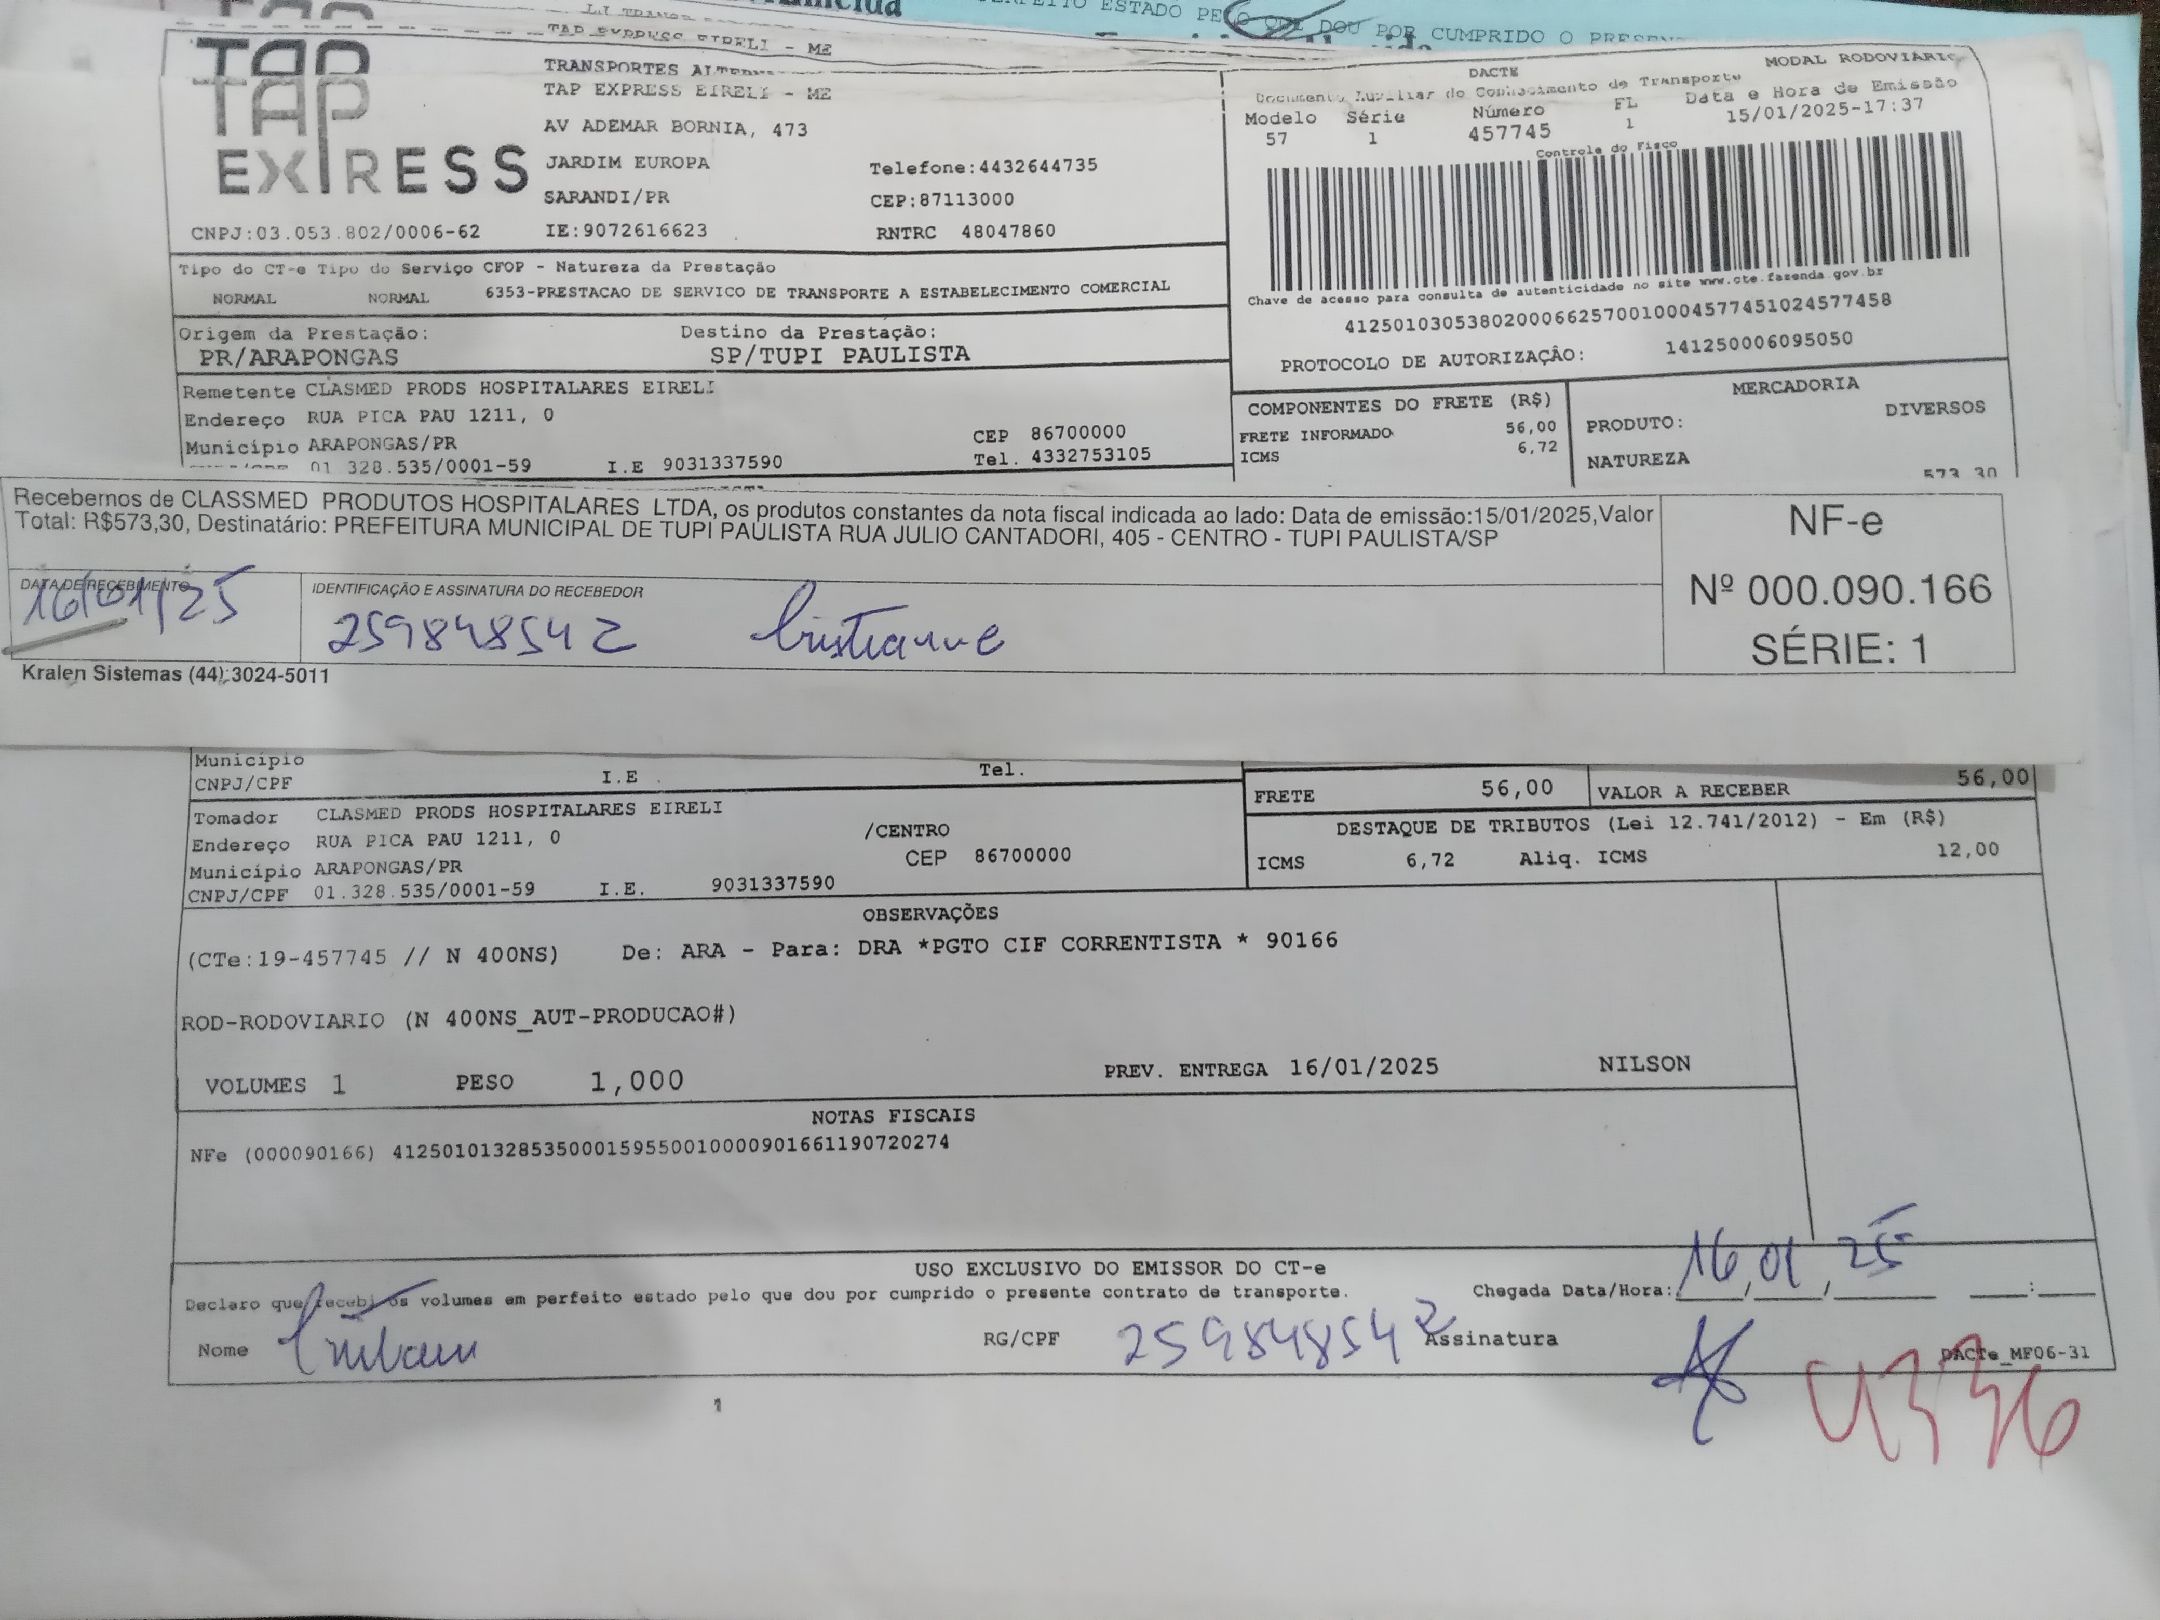 ERFEITO ESTADO PELO QUE DOU POR CUMPRIDO O PRESEN
TAP EXPRESS EIRELI - ME
TAP
TAP
EXPRESS
TRANSPORTES ALTERN
TAP EXPRESS EIRELI - ME
AV ADEMAR BORNIA, 473
JARDIM EUROPA Telefone:4432644735
SARANDI/PR CEP:87113000
CNPJ:03.053.802/0006-62 IE:9072616623 RNTRC 48047860
DACTE MODAL RODOVIARIO
Documento Auxiliar do Conhecimento de Transporte
Modelo Série Número FL Data e Hora de Emissão
57 1 457745 1 15/01/2025-17:37
Controle do Fisco
Chave de acesso para consulta de autenticidade no site www.cte.fazenda.gov.br
41250103053802000662570010004577451024577458
PROTOCOLO DE AUTORIZAÇÂO: 141250006095050
Tipo do CT-e Tipo do Serviço CFOP - Natureza da Prestação
NORMAL NORMAL 6353-PRESTACAO DE SERVICO DE TRANSPORTE A ESTABELECIMENTO COMERCIAL
Origem da Prestação: Destino da Prestação:
PR/ARAPONGAS SP/TUPI PAULISTA
Remetente CLASMED PRODS HOSPITALARES EIRELI
Endereço RUA PICA PAU 1211, 0
Município ARAPONGAS/PR CEP 86700000
01.328.535/0001-59 I.E 9031337590 Tel. 4332753105
COMPONENTES DO FRETE (R$)
FRETE INFORMADO 56,00
ICMS 6,72
MERCADORIA
PRODUTO: DIVERSOS
NATUREZA
573,30
Recebemos de CLASSMED PRODUTOS HOSPITALARES LTDA, os produtos constantes da nota fiscal indicada ao lado: Data de emissão:15/01/2025,Valor
Total: R$573,30, Destinatário: PREFEITURA MUNICIPAL DE TUPI PAULISTA RUA JULIO CANTADORI, 405 - CENTRO - TUPI PAULISTA/SP
NF-e
Nº 000.090.166
SÉRIE: 1
DATA DE RECEBIMENTO IDENTIFICAÇÃO E ASSINATURA DO RECEBEDOR
16/01/25 259848542 Cristianne
Kralen Sistemas (44) 3024-5011
Município
CNPJ/CPF I.E . Tel.
FRETE 56,00 VALOR A RECEBER 56,00
Tomador CLASMED PRODS HOSPITALARES EIRELI
Endereço RUA PICA PAU 1211, 0 /CENTRO
Município ARAPONGAS/PR CEP 86700000
CNPJ/CPF 01.328.535/0001-59 I.E. 9031337590
DESTAQUE DE TRIBUTOS (Lei 12.741/2012) - Em (R$)
ICMS 6,72 Aliq. ICMS 12,00
OBSERVAÇÕES
(CTe:19-457745 // N 400NS) De: ARA - Para: DRA *PGTO CIF CORRENTISTA * 90166
ROD-RODOVIARIO (N 400NS_AUT-PRODUCAO#)
VOLUMES 1 PESO 1,000 PREV. ENTREGA 16/01/2025 NILSON
NOTAS FISCAIS
NFe (000090166) 41250101328535000159550010000901661190720274
USO EXCLUSIVO DO EMISSOR DO CT-e
Declaro que recebi os volumes em perfeito estado pelo que dou por cumprido o presente contrato de transporte. Chegada Data/Hora: 16/01/25 :
Nome RG/CPF 259848542 Assinatura
DACTe_MF06-31
1